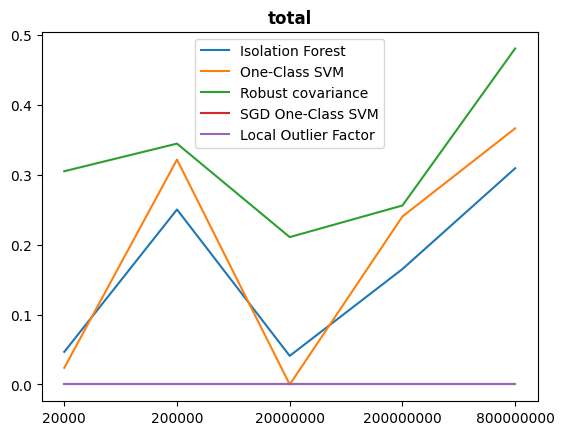 total
Isolation Forest
One-Class SVM
Robust covariance
SGD One-Class SVM
Local Outlier Factor
0.5
0.4
0.3
0.2
0.1
0.0
20000 200000 20000000 200000000 800000000